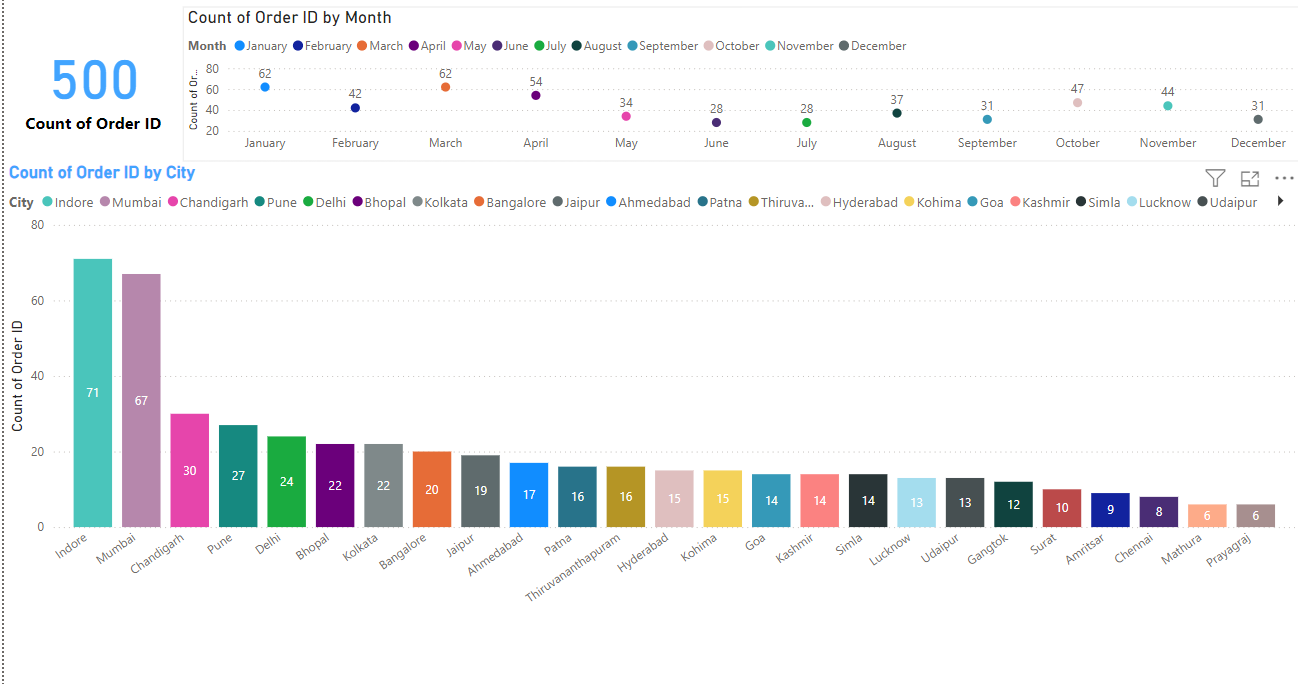 Count of Order ID by Month
Month January February March April May June July August September October November December
500
Count of Order ID
Count of Or...
80
60
40
20
62
42
62
54
34
28
28
37
31
47
44
31
January February March April May June July August September October November December
Count of Order ID by City
City Indore Mumbai Chandigarh Pune Delhi Bhopal Kolkata Bangalore Jaipur Ahmedabad Patna Thiruva... Hyderabad Kohima Goa Kashmir Simla Lucknow Udaipur
Count of Order ID
80
60
40
20
0
71
67
30
27
24
22
22
20
19
17
16
16
15
15
14
14
14
13
13
12
10
9
8
6
6
Indore
Mumbai
Chandigarh
Pune
Delhi
Bhopal
Kolkata
Bangalore
Jaipur
Ahmedabad
Patna
Thiruvananthapuram
Hyderabad
Kohima
Goa
Kashmir
Simla
Lucknow
Udaipur
Gangtok
Surat
Amritsar
Chennai
Mathura
Prayagraj